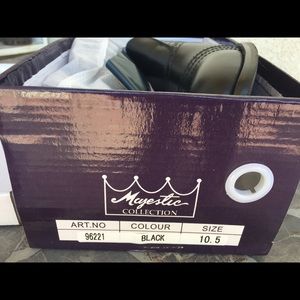 Majestic
COLLECTION
ART.NO COLOUR SIZE
96221 BLACK 10.5